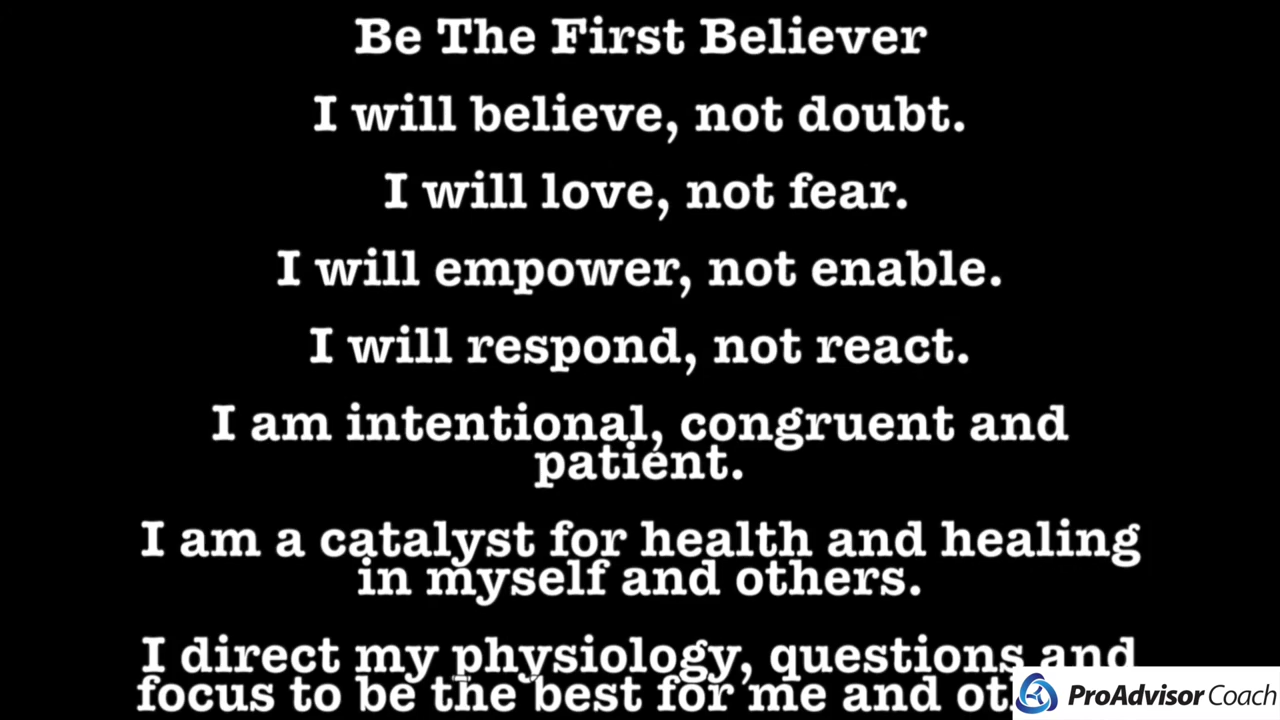 Be The First Believer
I will believe, not doubt.
I will love, not fear.
I will empower, not enable.
I will respond, not react.
I am intentional, congruent and
patient.
I am a catalyst for health and healing
in myself and others.
I direct my physiology, questions and
focus to be the best for me and
ProAdvisor Coach